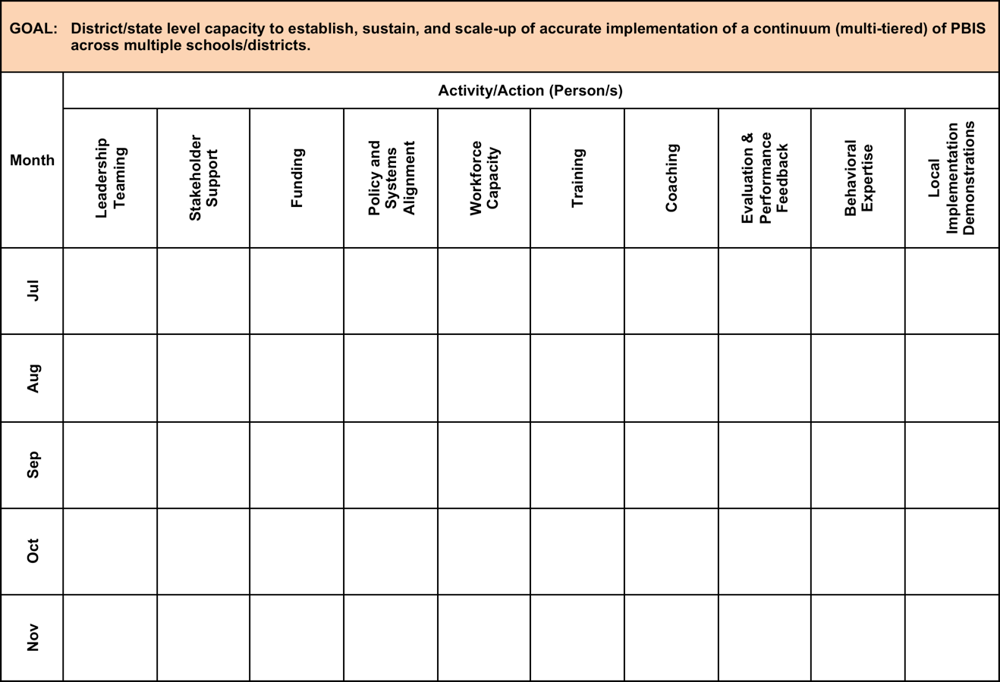 GOAL: District/state level capacity to establish, sustain, and scale-up of accurate implementation of a continuum (multi-tiered) of PBIS
across multiple schools/districts.
Activity/Action (Person/s)
Month
Leadership
Teaming
Stakeholder
Support
Funding
Policy and
Systems
Alignment
Workforce
Capacity
Training
Coaching
Evaluation &
Performance
Feedback
Behavioral
Expertise
Local
Implementation
Demonstrations
Jul
Aug
Sep
Oct
Nov